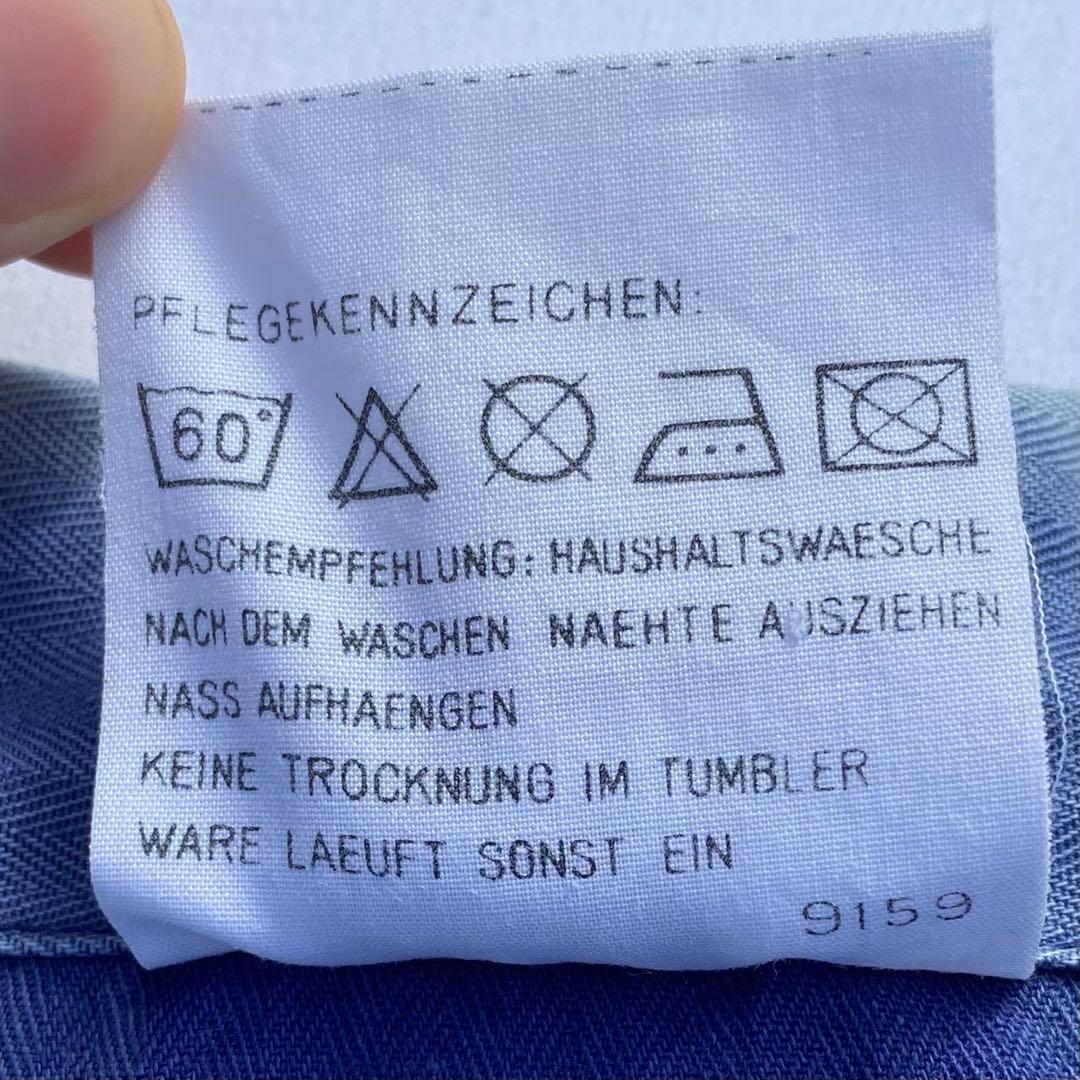 PFLEGEKENNZEICHEN:
60°
WASCHEMPFEHLUNG: HAUSHALTSWAESCHE
NACH DEM WASCHEN NAEHTE AUSZIEHEN
NASS AUFHAENGEN
KEINE TROCKNUNG IM TUMBLER
WARE LAEUFT SONST EIN
9159